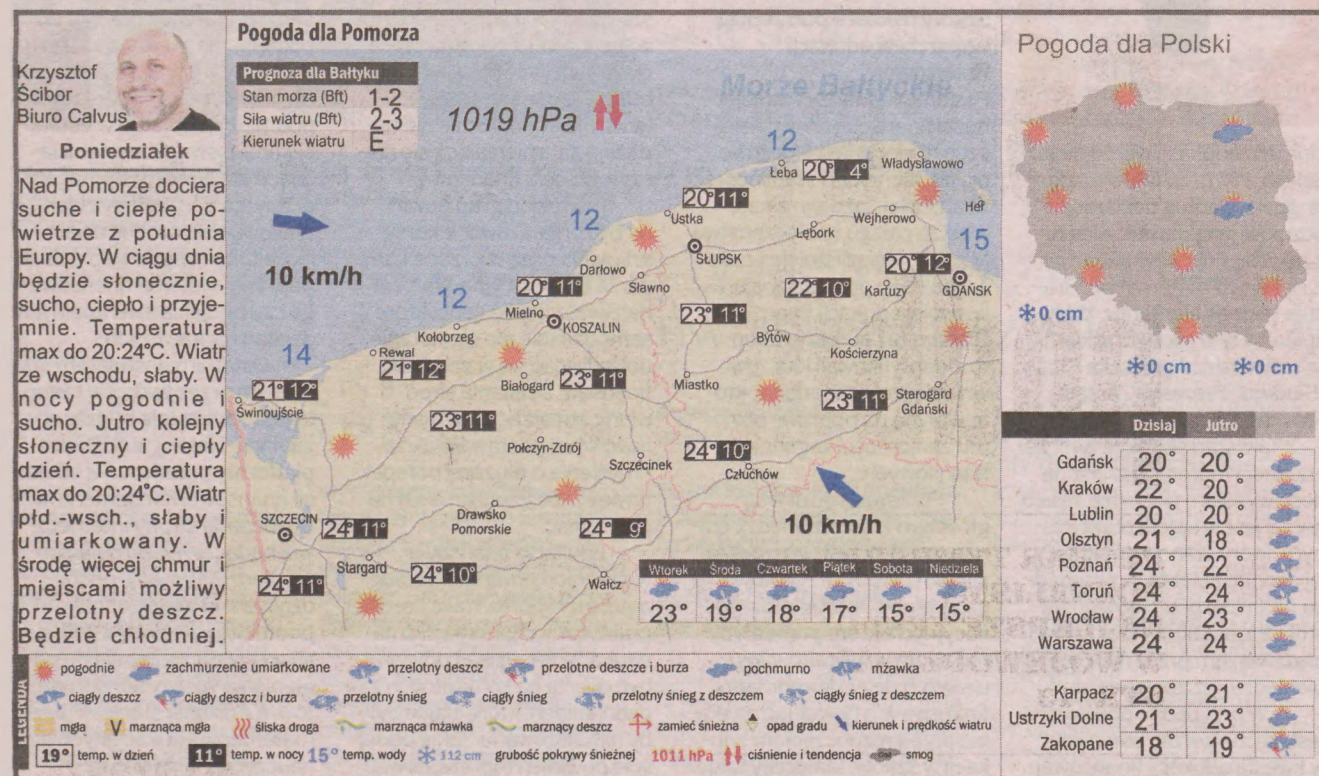 Krzysztof
Ścibor
Biuro Calvus
Poniedziałek
Nad Pomorze dociera
suche i ciepłe po-
wietrze z południa
Europy. W ciągu dnia
będzie słonecznie,
sucho, ciepło i przyje-
mnie. Temperatura
max do 20:24°C. Wiatr
ze wschodu, słaby. W
nocy pogodnie i
sucho. Jutro kolejny
słoneczny i ciepły
dzień. Temperatura
max do 20:24°C. Wiatr
płd.-wsch., słaby i
umiarkowany. W
środę więcej chmur i
miejscami możliwy
przelotny deszcz.
Będzie chłodniej.
Pogoda dla Pomorza
Prognoza dla Bałtyku
Stan morza (Bft) 1-2
Siła wiatru (Bft) 2-3
Kierunek wiatru E
1019 hPa
12
Łeba 20° 4°
Władysławowo
20° 11°
Ustka
Wejherowo
Hel
12
Lębork
15
10 km/h
SŁUPSK
Darłowo
20° 12°
20° 11°
Sławno
22° 10°
Kartuzy
GDAŃSK
12
Mielno
23° 11°
Kołobrzeg
KOSZALIN
Bytów
Kościerzyna
14
Rewal
21° 12°
Białogard
23° 11°
Miastko
21° 12°
Świnoujście
23° 11°
Starogard
Gdański
23° 11°
Połczyn-Zdrój
24° 10°
Szczecinek
Człuchów
SZCZECIN
24° 11°
Drawsko
Pomorskie
24° 9°
10 km/h
Stargard
24° 10°
24° 11°
Wałcz
Wtorek Środa Czwartek Piątek Sobota Niedziela
23° 19° 18° 17° 15° 15°
Pogoda dla Polski
0 cm
0 cm 0 cm
Dzisiaj Jutro
Gdańsk 20° 20°
Kraków 22° 20°
Lublin 20° 20°
Olsztyn 21° 18°
Poznań 24° 22°
Toruń 24° 24°
Wrocław 24° 23°
Warszawa 24° 24°
Karpacz 20° 21°
Ustrzyki Dolne 21° 23°
Zakopane 18° 19°
LEGENDA
pogodnie zachmurzenie umiarkowane przelotny deszcz przelotne deszcze i burza pochmurno mżawka
ciągły deszcz ciągły deszcz i burza przelotny śnieg ciągły śnieg przelotny śnieg z deszczem ciągły śnieg z deszczem
mgła marznąca mgła śliska droga marznąca mżawka marznący deszcz zamieć śnieżna opad gradu kierunek i prędkość wiatru
19° temp. w dzień 11° temp. w nocy 15° temp. wody 112 cm grubość pokrywy śnieżnej 1011 hPa ciśnienie i tendencja smog